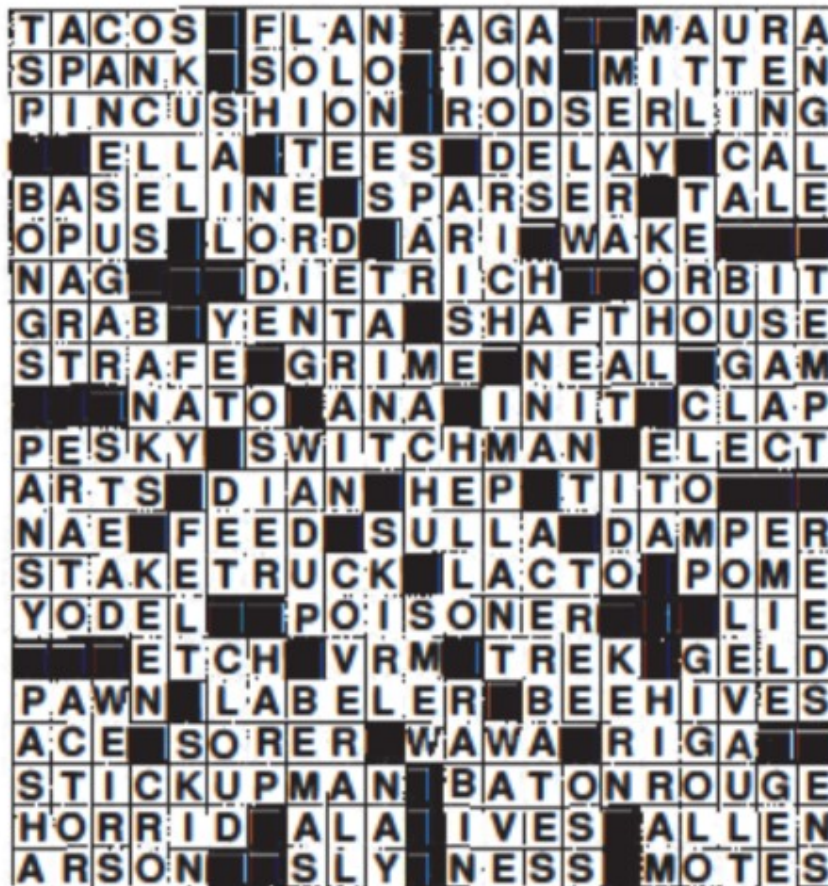 TACOS FLAN AGA MAURA
SPANK SOLO ION MITTEN
PINCUSHION RODSERLING
ELLA TEES DELAY CAL
BASELINE SPARSER TALE
OPUS LORD ARI WAKE
NAG DIETRICH ORBIT
GRAB YENTA SHAFTHOUSE
STRAFE GRIME NEAL GAM
NATO ANA INIT CLAP
PESKY SWITCHMAN ELECT
ARTS DIAN HEP TITO
NAE FEED SULLA DAMPER
STAKETRUCK LACTO POME
YODEL POISONER LIE
ETCH VRM TREK GELD
PAWN LABELER BEEHIVES
ACE SORER WAWA RIGA
STICKUPMAN BATONROUGE
HORRID ALA IVES ALLEN
ARSON SLY NESS MOTES